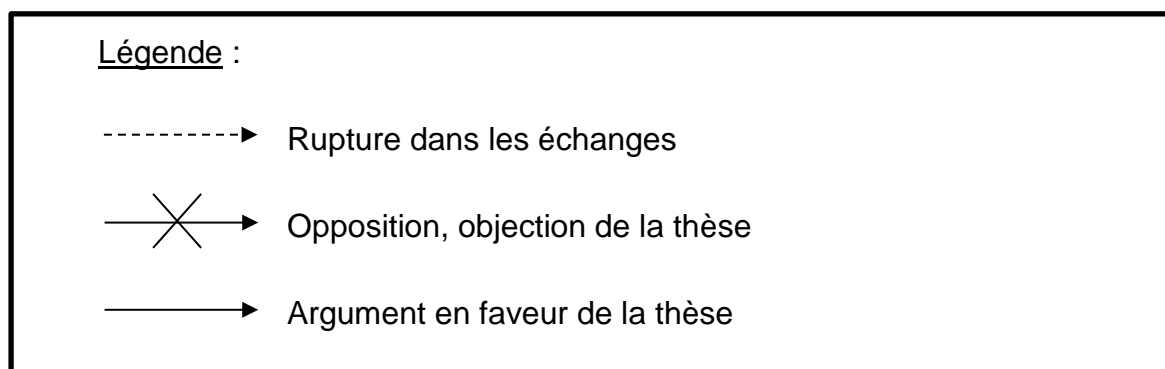 Légende :
Rupture dans les échanges
Opposition, objection de la thèse
Argument en faveur de la thèse